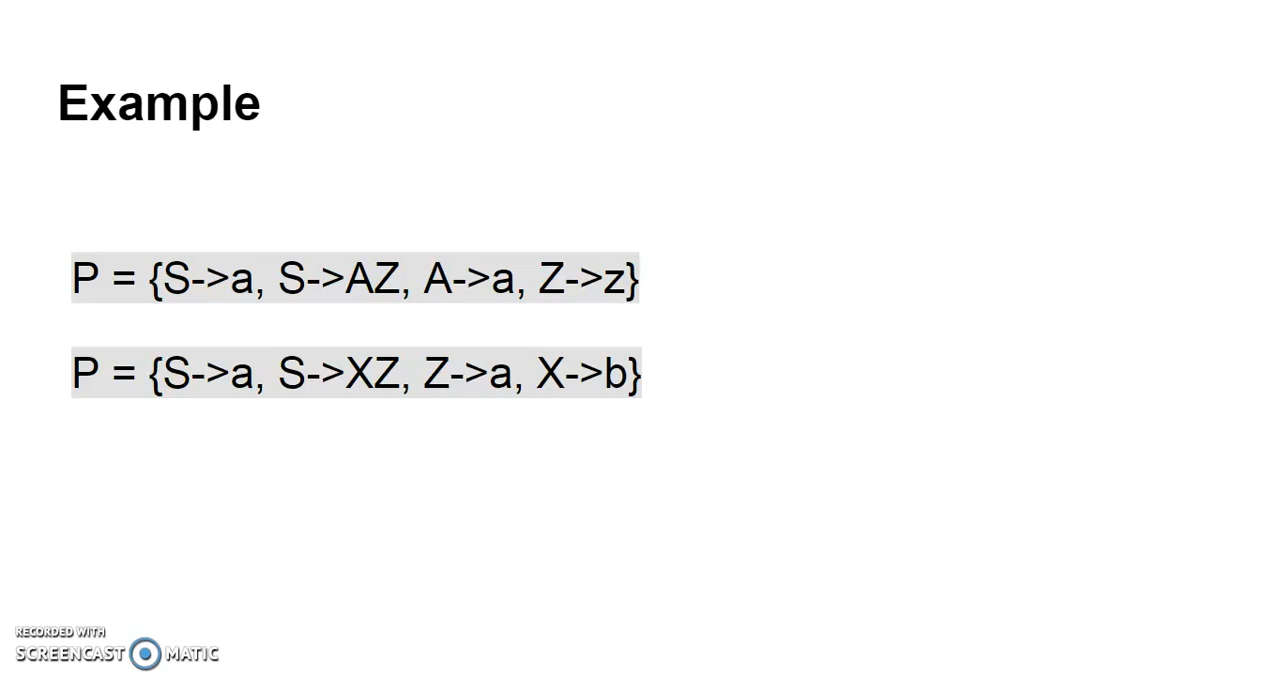 Example
P = {S->a, S->AZ, A->a, Z->z}
P = {S->a, S->XZ, Z->a, X->b}
RECORDED WITH
SCREENCAST MATIC